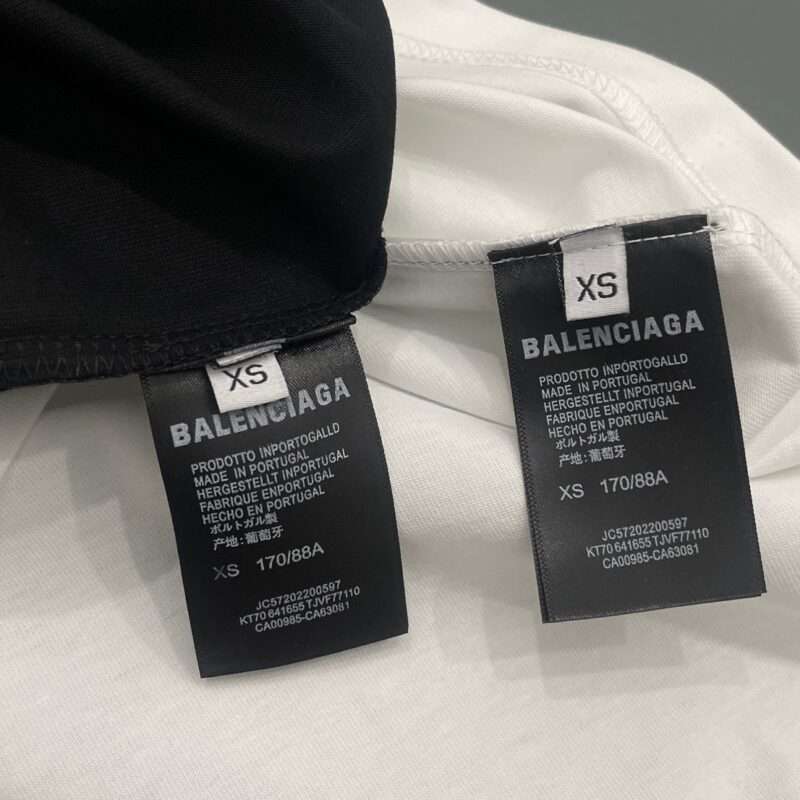 XS
BALENCIAGA
PRODOTTO INPORTOGALLD
MADE IN PORTUGAL
HERGESTELLT INPORTUGAL
FABRIQUE ENPORTUGAL
HECHO EN PORTUGAL
ポルトガル製
产地:葡萄牙
XS 170/88A
JC57202200597
KT70 641655 TJVF77110
CA00985-CA63081
XS
BALENCIAGA
PRODOTTO INPORTOGALLD
MADE IN PORTUGAL
HERGESTELLT INPORTUGAL
FABRIQUE ENPORTUGAL
HECHO EN PORTUGAL
ポルトガル製
产地:葡萄牙
XS 170/88A
JC57202200597
KT70 641655 TJVF77110
CA00985-CA63081